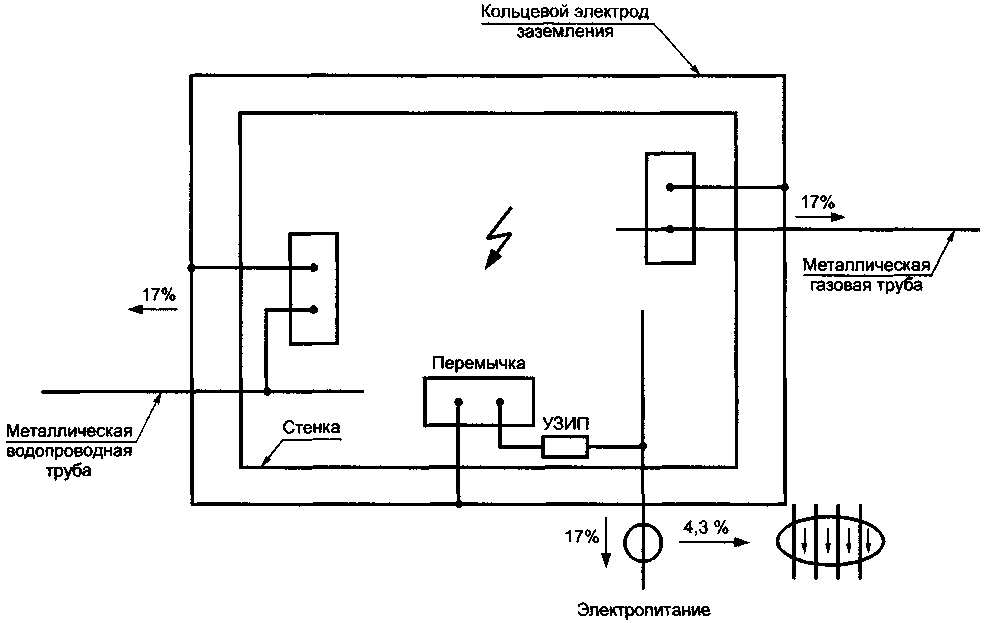 Кольцевой электрод
заземления
17%
Металлическая
газовая труба
17%
Перемычка
УЗИП
Стенка
Металлическая
водопроводная
труба
17%
4,3 %
Электропитание